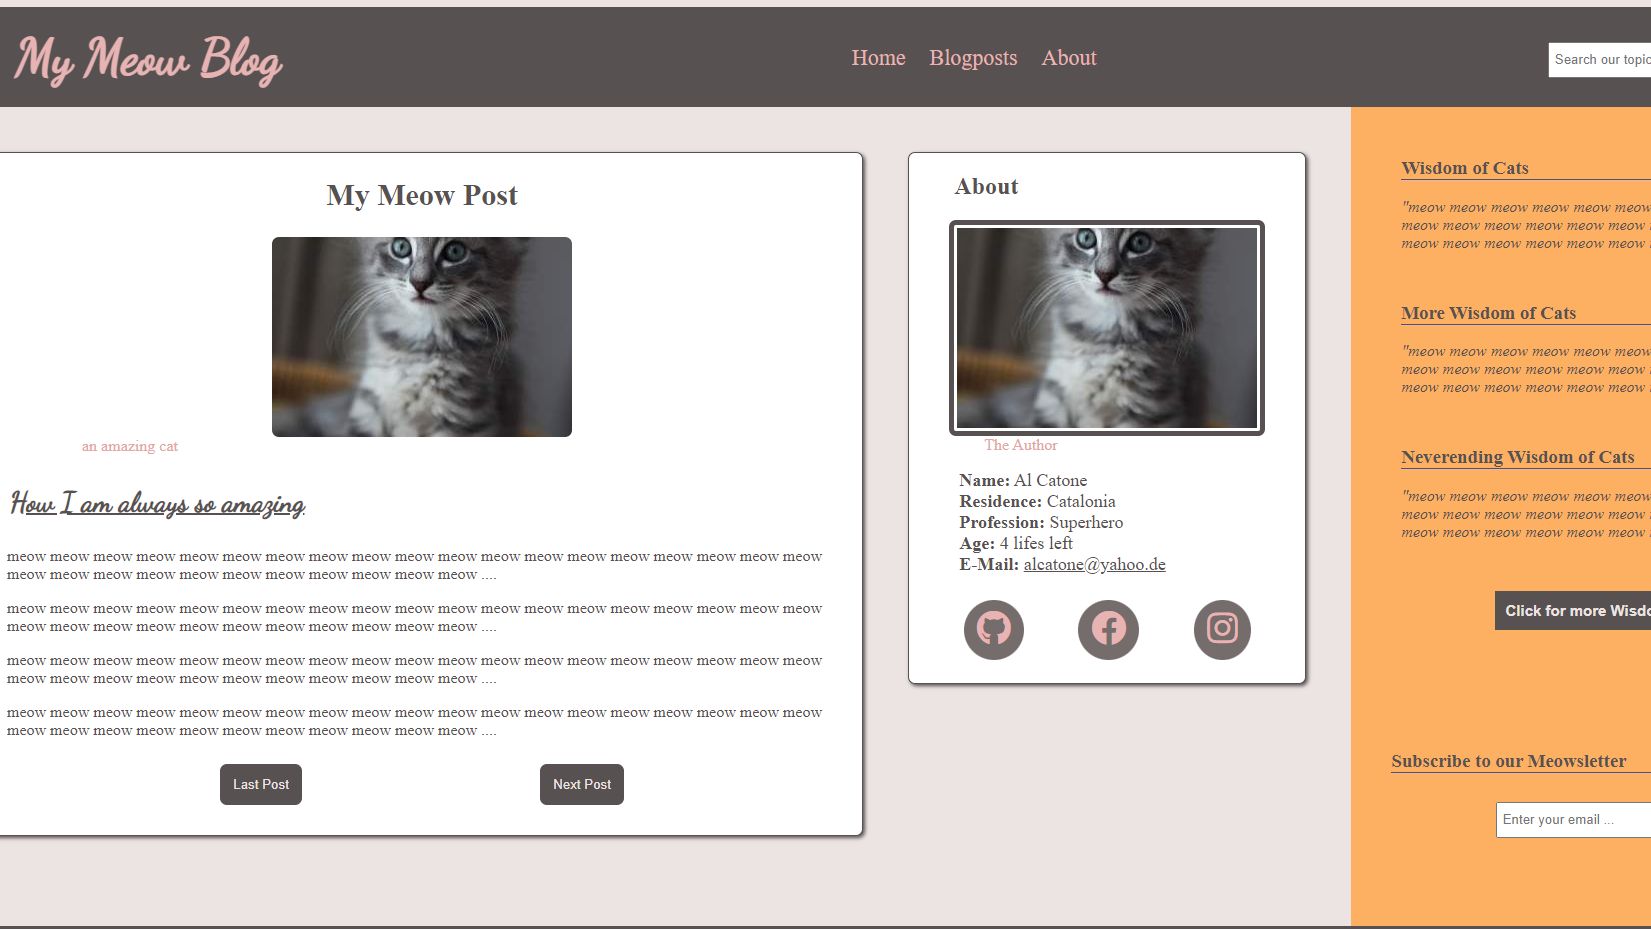 My Meow Blog
Home Blogposts About
Search our topic
My Meow Post
an amazing cat
How I am always so amazing
meow meow meow meow meow meow meow meow meow meow meow meow meow meow meow meow meow meow meow
meow meow meow meow meow meow meow meow meow meow meow ....
meow meow meow meow meow meow meow meow meow meow meow meow meow meow meow meow meow meow meow
meow meow meow meow meow meow meow meow meow meow meow ....
meow meow meow meow meow meow meow meow meow meow meow meow meow meow meow meow meow meow meow
meow meow meow meow meow meow meow meow meow meow meow ....
meow meow meow meow meow meow meow meow meow meow meow meow meow meow meow meow meow meow meow
meow meow meow meow meow meow meow meow meow meow meow ....
Last Post
Next Post
About
The Author
Name: Al Catone
Residence: Catalonia
Profession: Superhero
Age: 4 lifes left
E-Mail: alcatone@yahoo.de
Wisdom of Cats
"meow meow meow meow meow meow
meow meow meow meow meow meow
meow meow meow meow meow meow
More Wisdom of Cats
"meow meow meow meow meow meow
meow meow meow meow meow meow
meow meow meow meow meow meow
Neverending Wisdom of Cats
"meow meow meow meow meow meow
meow meow meow meow meow meow
meow meow meow meow meow meow
Click for more Wisdo
Subscribe to our Meowsletter
Enter your email ...